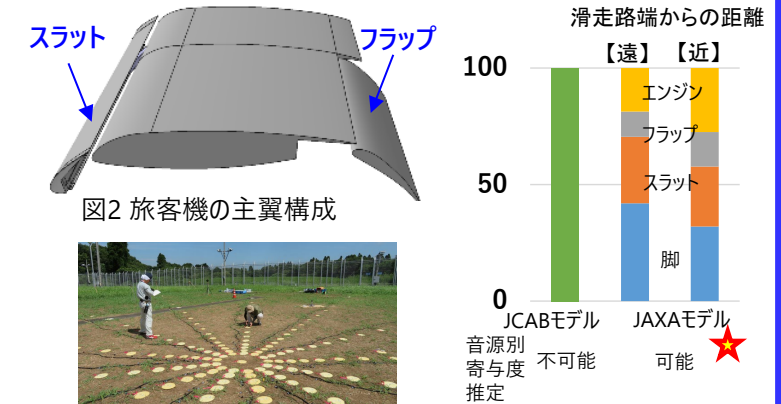 スラット
フラップ
図2 旅客機の主翼構成
滑走路端からの距離
【遠】 【近】
100
エンジン
フラップ
スラット
50
脚
0
JCABモデル JAXAモデル
音源別
寄与度
推定
不可能 可能